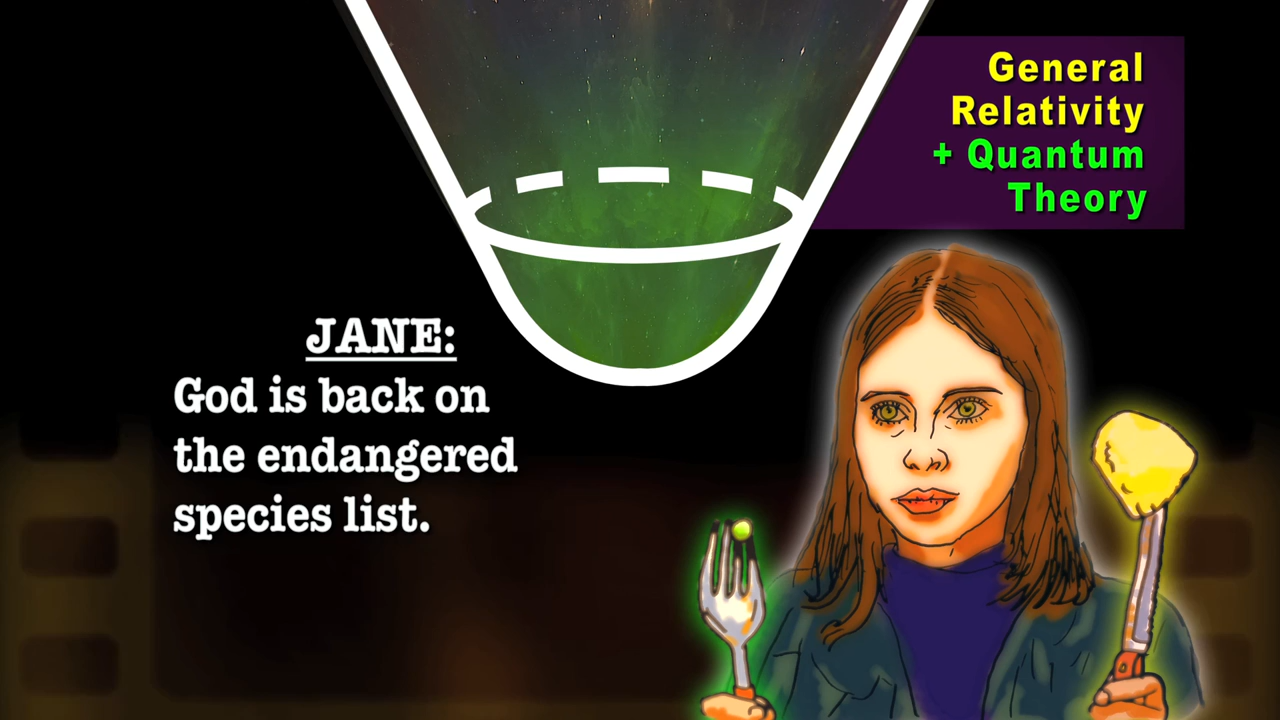 General
Relativity
+ Quantum
Theory
JANE:
God is back on
the endangered
species list.